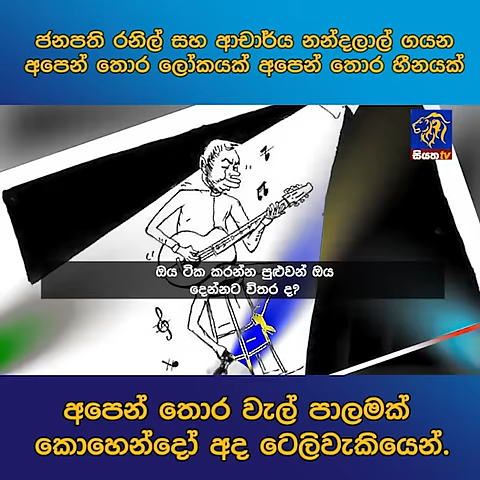 ජනපති රනිල් සහ ආචාර්ය නන්දලාල් ගයන
අපෙන් තොර ලෝකයක් අපෙන් තොර හීනයක්
සියත tv
ඔය ටික කරන්න පුළුවන් ඔය
දෙන්නට විතර ද?
අපෙන් තොර වැල් පාලමක්
කොහෙන්දෝ අද ටෙලිවැකියෙන්.